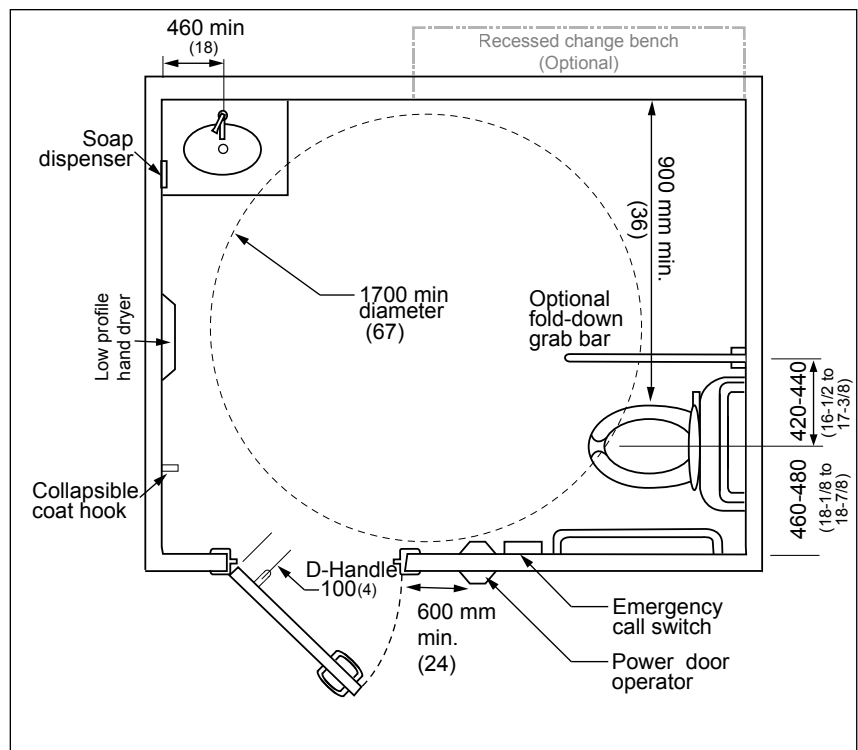 460 min
(18)
Recessed change bench
(Optional)
Soap
dispenser
900 mm min.
(36)
1700 min
diameter
(67)
Optional
fold-down
grab bar
Low profile
hand dryer
420-440
(16-1/2 to
17-3/8)
460-480
(18-1/8 to
18-7/8)
Collapsible
coat hook
D-Handle
100(4)
600 mm
min.
(24)
Emergency
call switch
Power door
operator